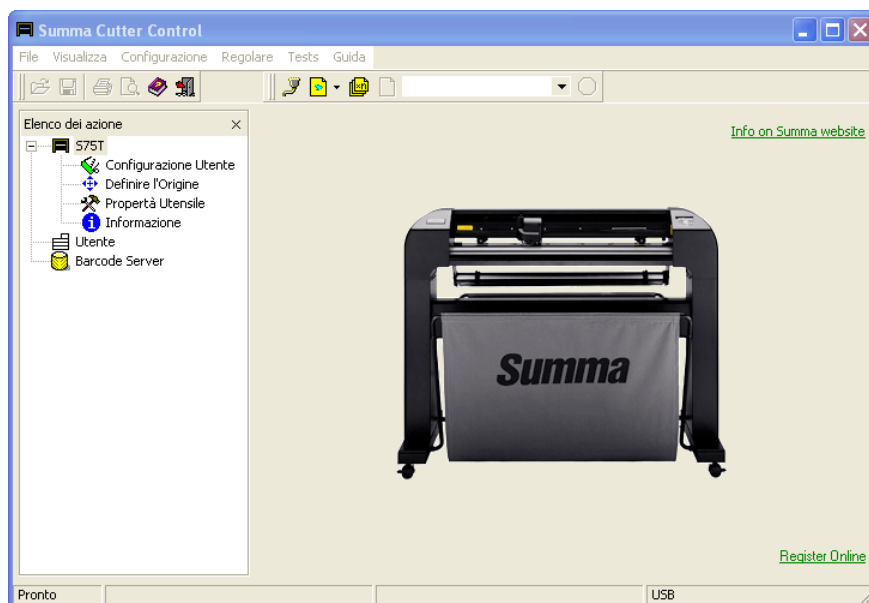 Summa Cutter Control
File Visualizza Configurazione Regolare Tests Guida
Elenco dei azione
S75T
Configurazione Utente
Definire l'Origine
Propertà Utensile
Informazione
Utente
Barcode Server
Info on Summa website
Summa
Register Online
Pronto USB